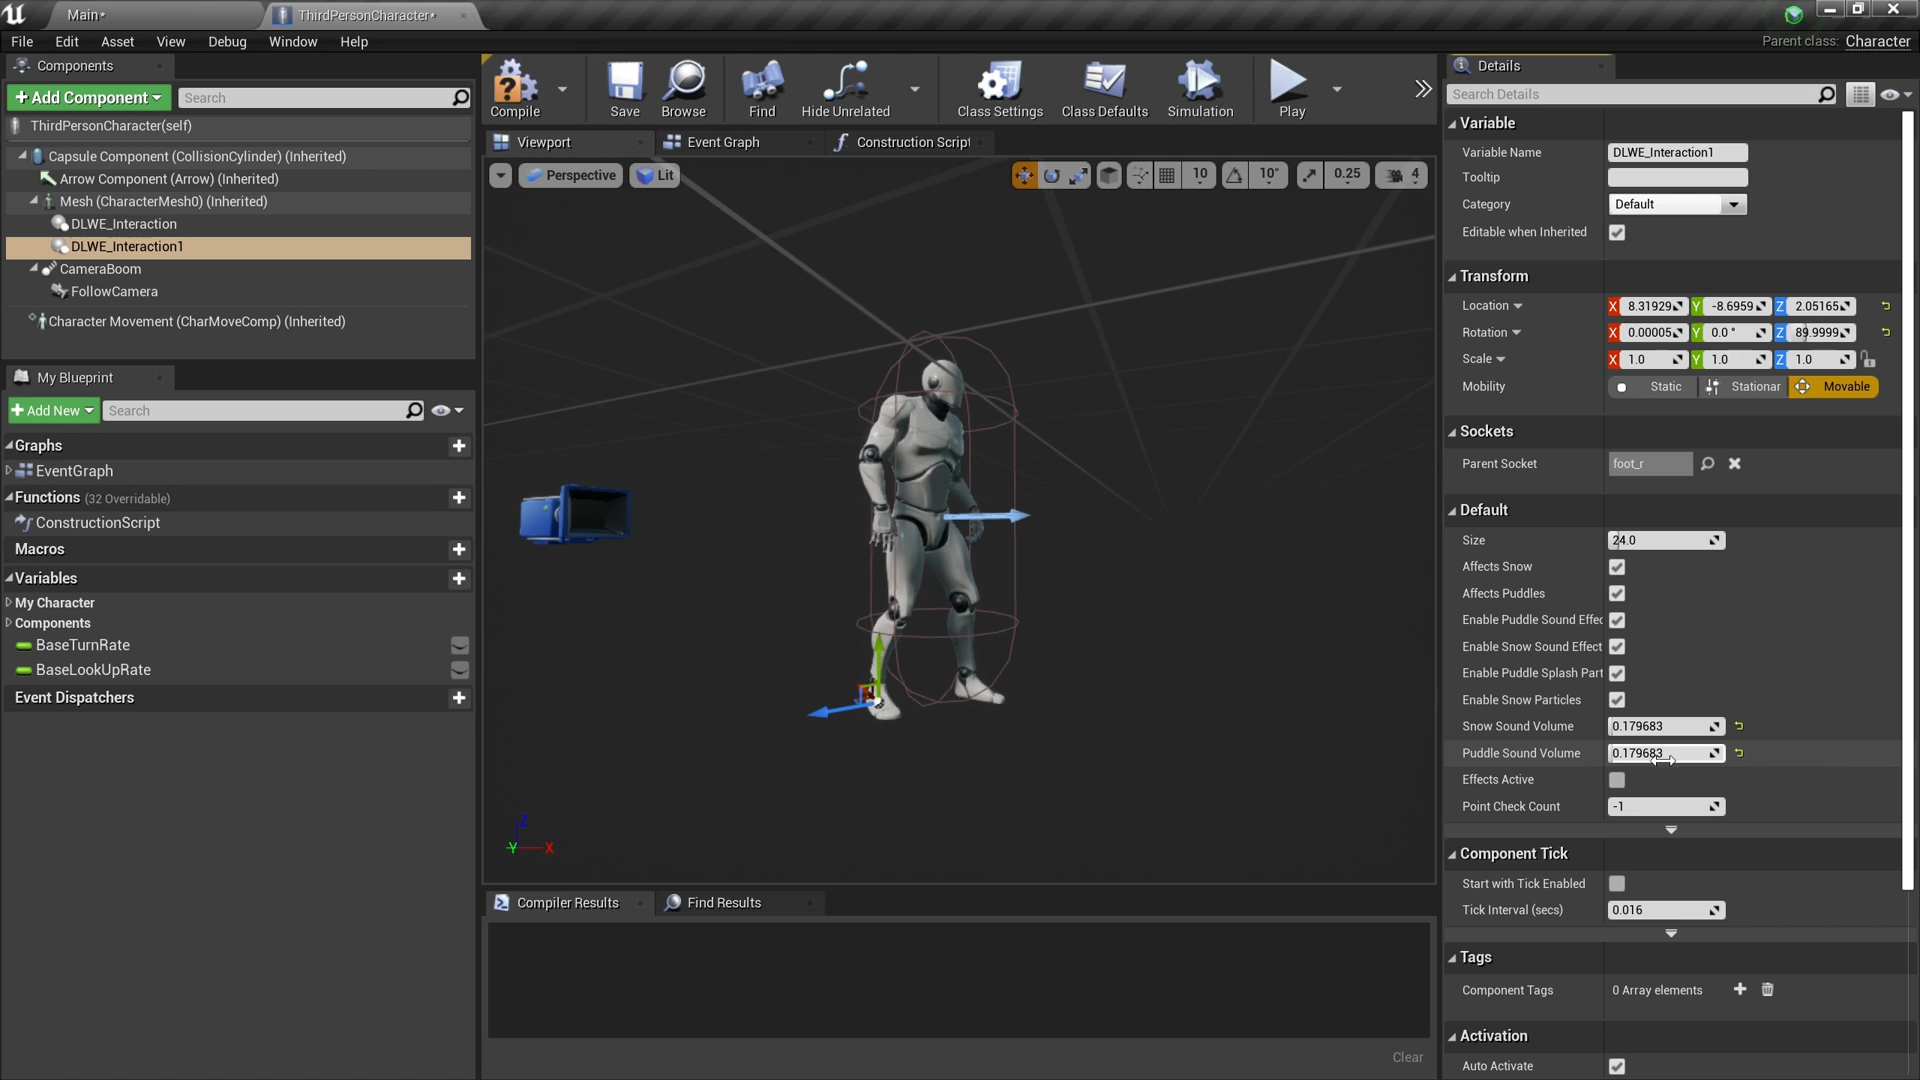 Main*
ThirdPersonCharacter*
File Edit Asset View Debug Window Help
Parent class: Character
Components
Add Component
Search
ThirdPersonCharacter(self)
Capsule Component (CollisionCylinder) (Inherited)
Arrow Component (Arrow) (Inherited)
Mesh (CharacterMesh0) (Inherited)
DLWE_Interaction
DLWE_Interaction1
CameraBoom
FollowCamera
Character Movement (CharMoveComp) (Inherited)
My Blueprint
Add New
Search
Graphs
EventGraph
Functions (32 Overridable)
ConstructionScript
Macros
Variables
My Character
Components
BaseTurnRate
BaseLookUpRate
Event Dispatchers
Compile Save Browse Find Hide Unrelated Class Settings Class Defaults Simulation Play
Viewport Event Graph Construction Script
Perspective Lit 10 10° 0.25 4
Z
Y X
Compiler Results Find Results
Clear
Details
Search Details
Variable
Variable Name DLWE_Interaction1
Tooltip
Category Default
Editable when Inherited
Transform
Location X 8.31929 Y -8.6959 Z 2.05165
Rotation X 0.00005 Y 0.0 ° Z 89.9999
Scale X 1.0 Y 1.0 Z 1.0
Mobility Static Stationar Movable
Sockets
Parent Socket foot_r
Default
Size 24.0
Affects Snow
Affects Puddles
Enable Puddle Sound Effec
Enable Snow Sound Effect
Enable Puddle Splash Part
Enable Snow Particles
Snow Sound Volume 0.179683
Puddle Sound Volume 0.179683
Effects Active
Point Check Count -1
Component Tick
Start with Tick Enabled
Tick Interval (secs) 0.016
Tags
Component Tags 0 Array elements
Activation
Auto Activate